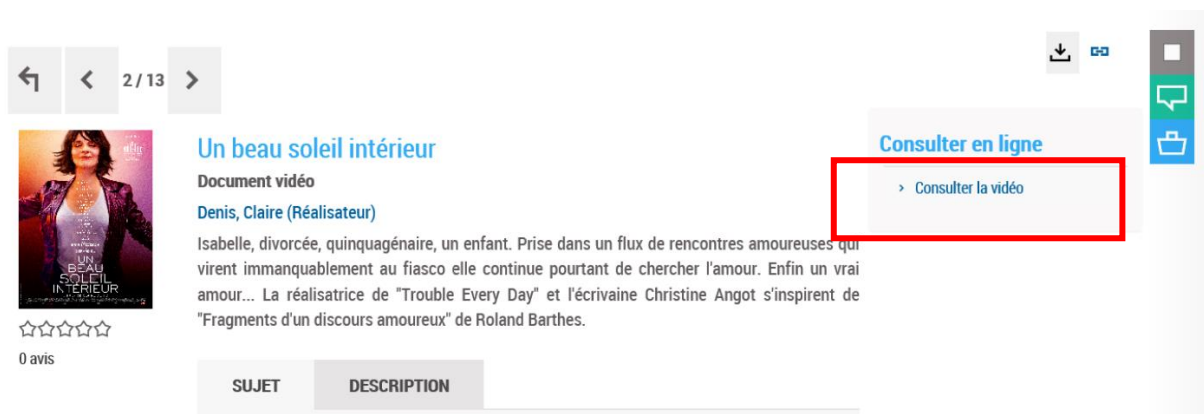 2 / 13
UN
BEAU
SOLEIL
INTÉRIEUR
0 avis
Un beau soleil intérieur
Document vidéo
Denis, Claire (Réalisateur)
Isabelle, divorcée, quinquagénaire, un enfant. Prise dans un flux de rencontres amoureuses qui
virent immanquablement au fiasco elle continue pourtant de chercher l'amour. Enfin un vrai
amour... La réalisatrice de "Trouble Every Day" et l'écrivaine Christine Angot s'inspirent de
"Fragments d'un discours amoureux" de Roland Barthes.
SUJET
DESCRIPTION
Consulter en ligne
> Consulter la vidéo